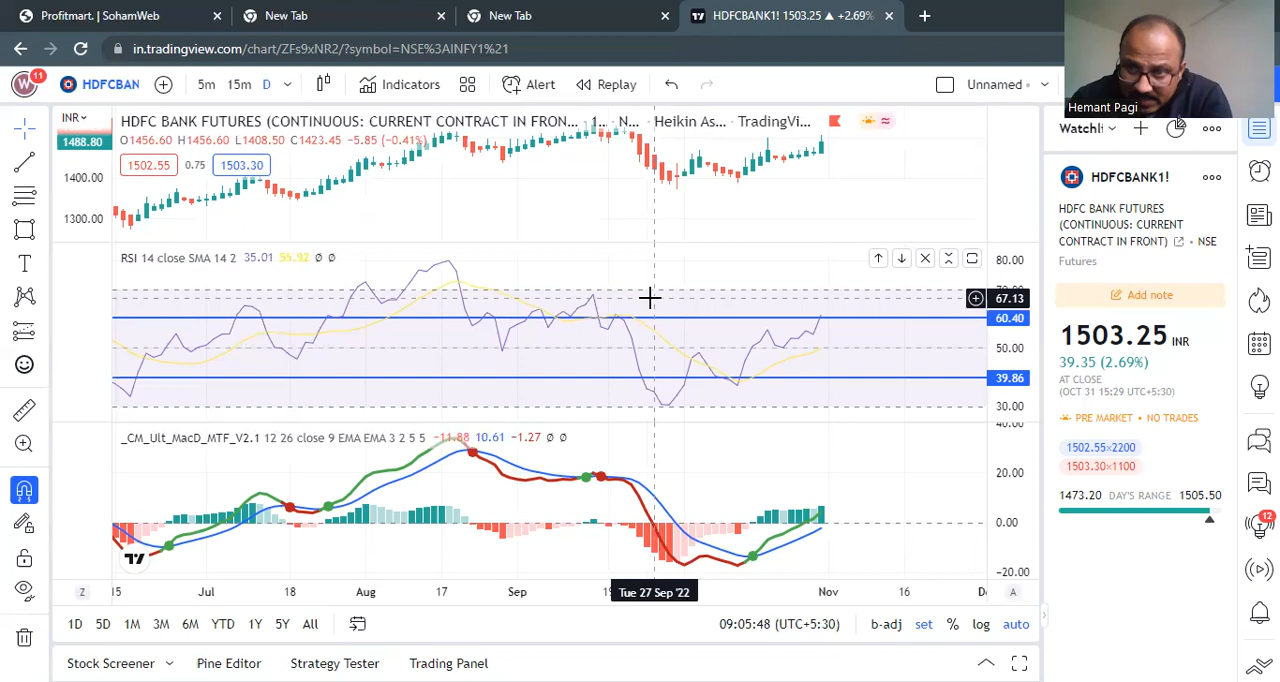 Profitmart. | SohamWeb
New Tab
New Tab
HDFCBANK1! 1503.25 ▲ +2.69%
in.tradingview.com/chart/ZFs9xNR2/?symbol=NSE%3AINFY1%21
W 11
HDFCBAN
5m 15m D
Indicators
Alert
Replay
Unnamed
Hemant Pagi
INR
HDFC BANK FUTURES (CONTINUOUS: CURRENT CONTRACT IN FRON... 1... N... Heikin As... TradingVi...
O1456.60 H1456.60 L1408.50 C1423.45 −5.85 (−0.41%)
1502.55 0.75 1503.30
1488.80
1400.00
1300.00
RSI 14 close SMA 14 2 35.01 55.92 ø ø
80.00
70.00
67.13
60.40
50.00
39.86
30.00
_CM_Ult_MacD_MTF_V2.1 12 26 close 9 EMA EMA 3 2 5 5 −11.88 10.61 −1.27 ø ø
40.00
20.00
0.00
−20.00
Z 15 Jul 18 Aug 17 Sep Tue 27 Sep '22 Nov 16 A
1D 5D 1M 3M 6M YTD 1Y 5Y All
09:05:48 (UTC+5:30) b-adj set % log auto
Stock Screener Pine Editor Strategy Tester Trading Panel
Watchli
HDFCBANK1!
HDFC BANK FUTURES
(CONTINUOUS: CURRENT
CONTRACT IN FRONT) • NSE
Futures
Add note
1503.25 INR
39.35 (2.69%)
AT CLOSE
(OCT 31 15:29 UTC+5:30)
PRE MARKET • NO TRADES
1502.55×2200
1503.30×1100
1473.20 DAY'S RANGE 1505.50
12